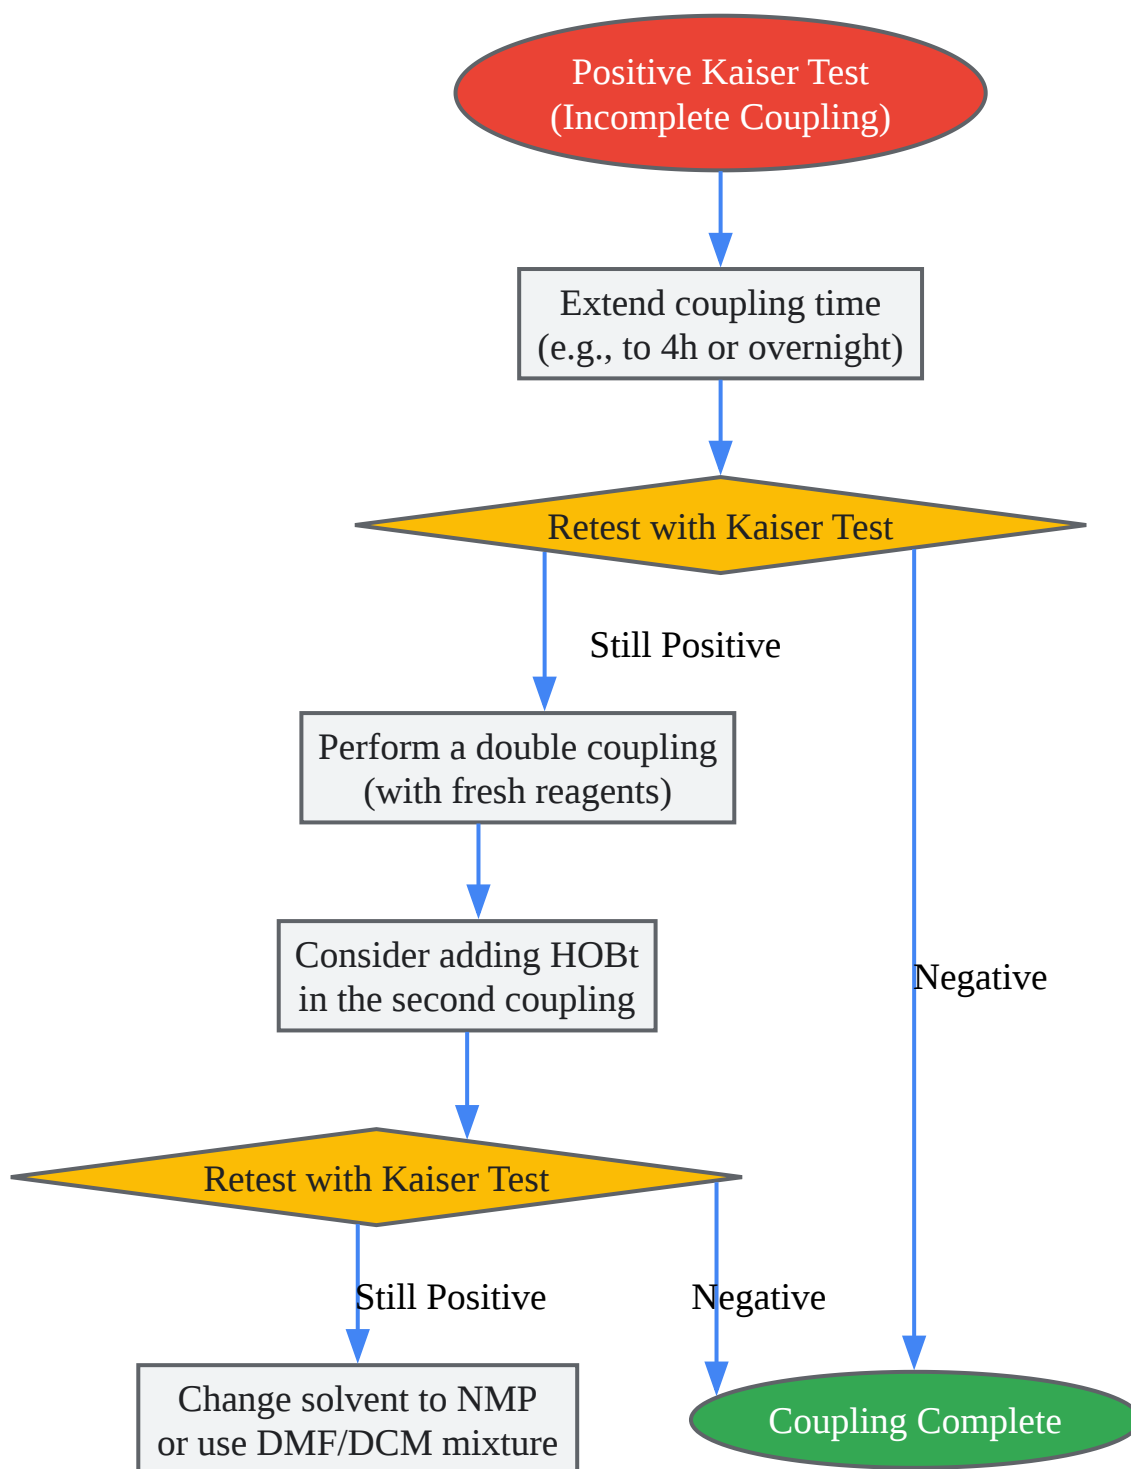 Positive Kaiser Test
(Incomplete Coupling)
Extend coupling time
(e.g., to 4h or overnight)
Retest with Kaiser Test
Still Positive
Perform a double coupling
(with fresh reagents)
Consider adding HOBt
in the second coupling
Negative
Retest with Kaiser Test
Still Positive
Negative
Change solvent to NMP
or use DMF/DCM mixture
Coupling Complete